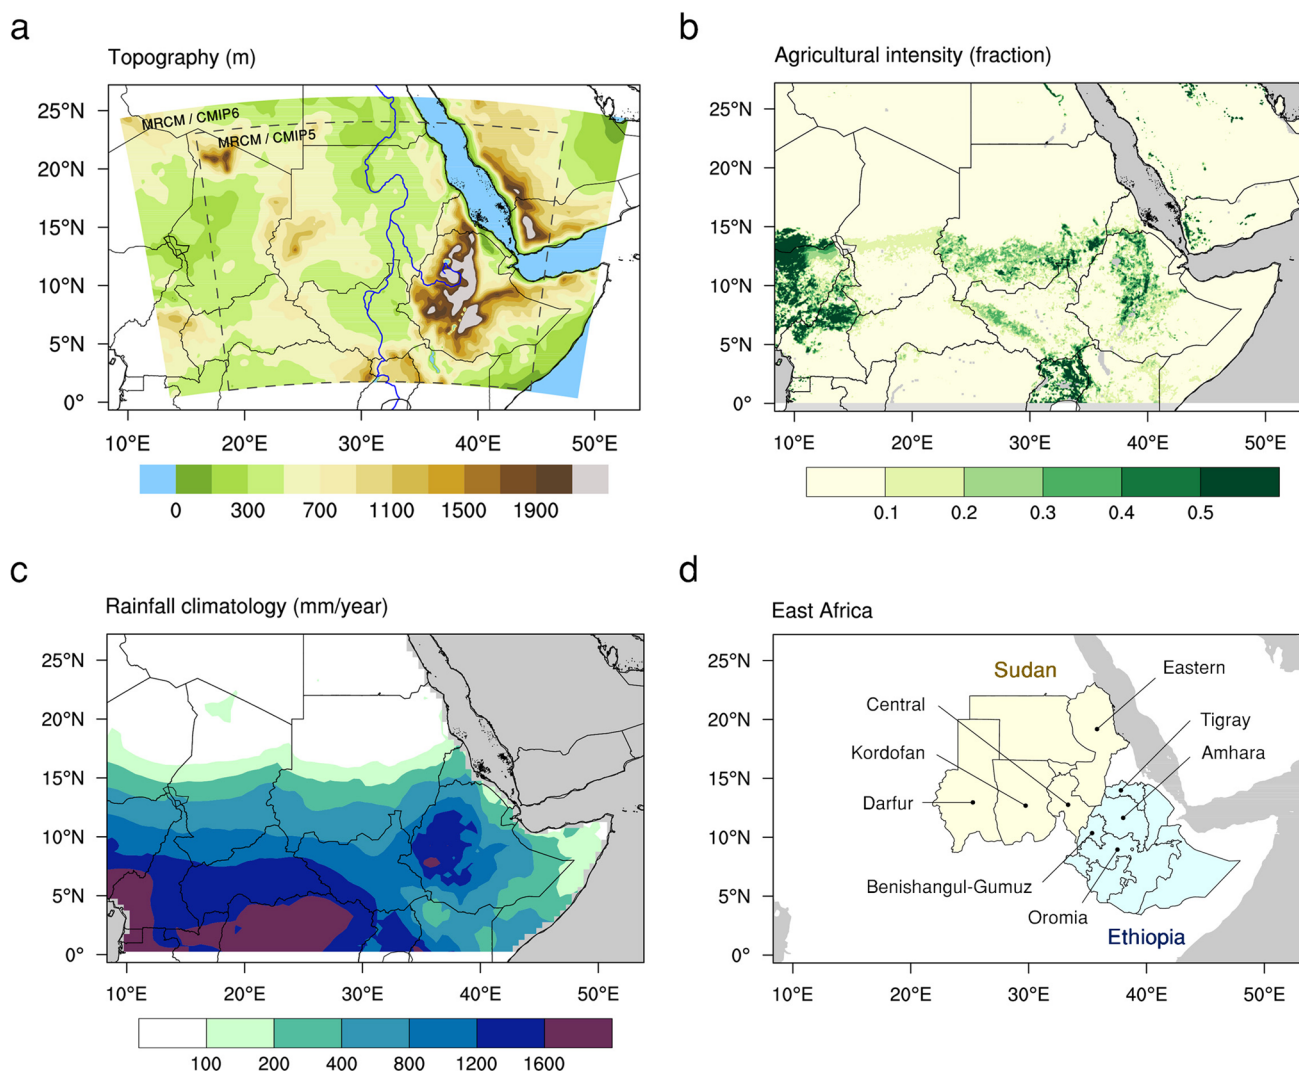 a
Topography (m)
25°N
20°N
15°N
10°N
5°N
0°
MRCM / CMIP6
MRCM / CMIP5
10°E
20°E
30°E
40°E
50°E
0
300
700
1100
1500
1900
b
Agricultural intensity (fraction)
25°N
20°N
15°N
10°N
5°N
0°
10°E
20°E
30°E
40°E
50°E
0.1
0.2
0.3
0.4
0.5
c
Rainfall climatology (mm/year)
25°N
20°N
15°N
10°N
5°N
0°
10°E
20°E
30°E
40°E
50°E
100
200
400
800
1200
1600
d
East Africa
25°N
20°N
15°N
10°N
5°N
0°
Sudan
Eastern
Central
Tigray
Kordofan
Amhara
Darfur
Benishangul-Gumuz
Oromia
Ethiopia
10°E
20°E
30°E
40°E
50°E